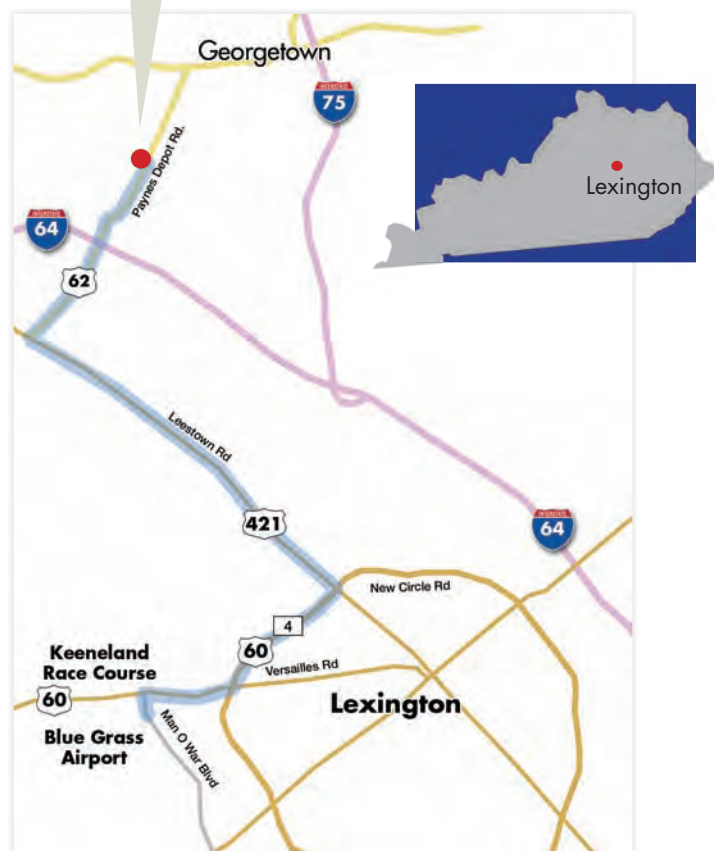 Georgetown
INTERSTATE
75
Lexington
Paynes Depot Rd.
INTERSTATE
64
62
Leestown Rd
421
INTERSTATE
64
New Circle Rd
4
60
Versailles Rd
Keeneland
Race Course
60
Lexington
Blue Grass
Airport
Man O War Blvd